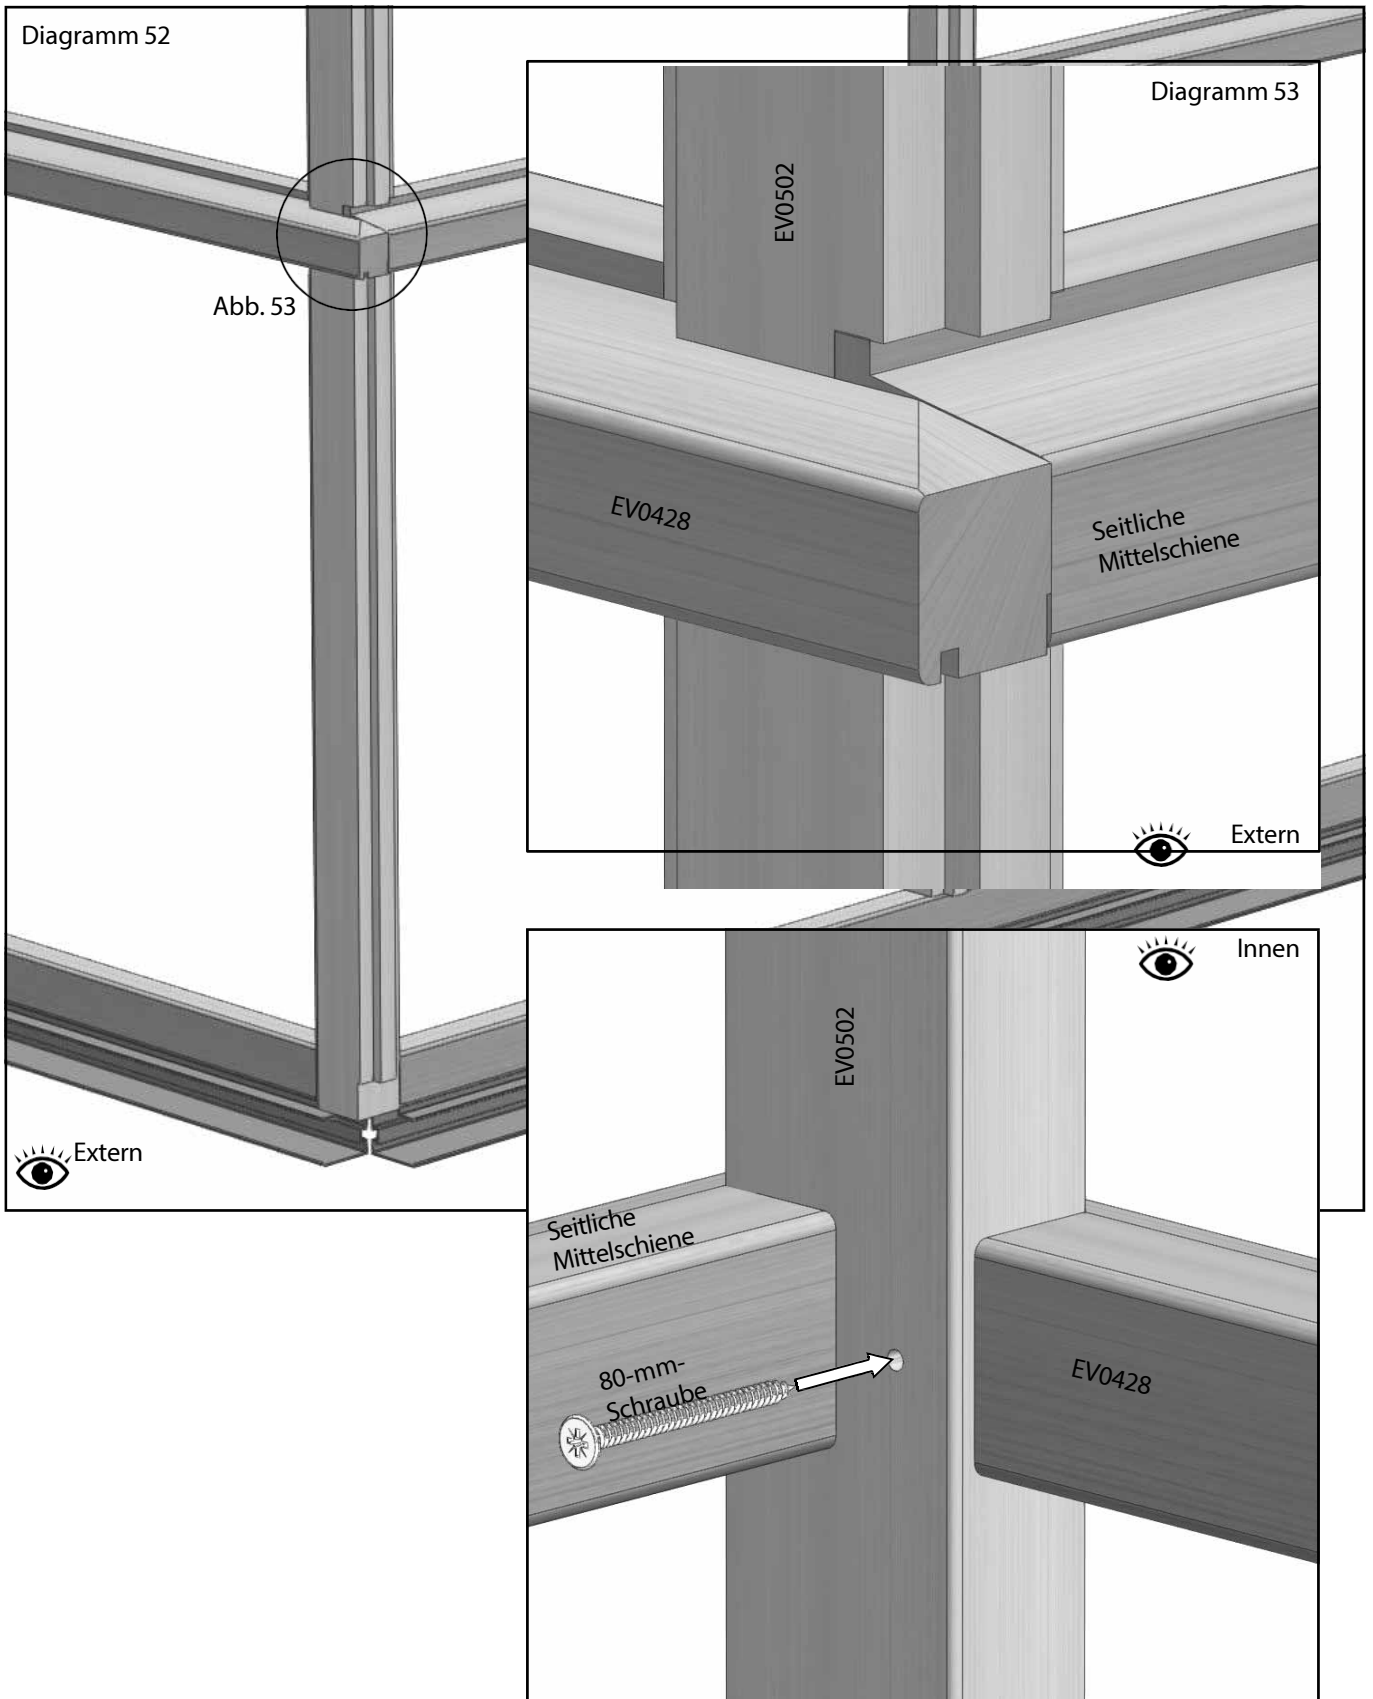 Diagramm 52
Abb. 53
Extern
Diagramm 53
EV0502
EV0428
Seitliche
Mittelschiene
Extern
Innen
EV0502
Seitliche
Mittelschiene
80-mm-
Schraube
EV0428